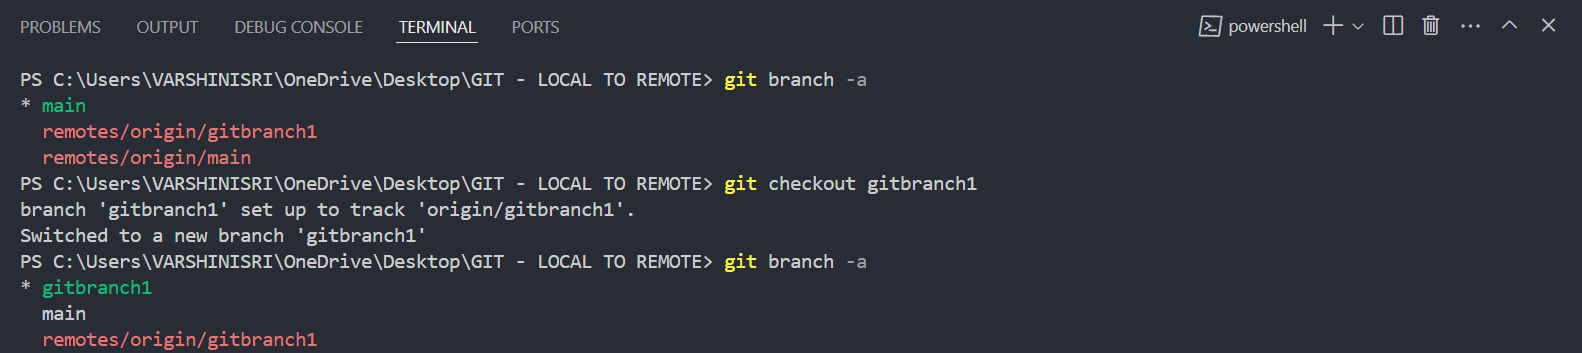 PROBLEMS OUTPUT DEBUG CONSOLE TERMINAL PORTS powershell
PS C:\Users\VARSHINISRI\OneDrive\Desktop\GIT - LOCAL TO REMOTE> git branch -a
* main
  remotes/origin/gitbranch1
  remotes/origin/main
PS C:\Users\VARSHINISRI\OneDrive\Desktop\GIT - LOCAL TO REMOTE> git checkout gitbranch1
branch 'gitbranch1' set up to track 'origin/gitbranch1'.
Switched to a new branch 'gitbranch1'
PS C:\Users\VARSHINISRI\OneDrive\Desktop\GIT - LOCAL TO REMOTE> git branch -a
* gitbranch1
  main
  remotes/origin/gitbranch1